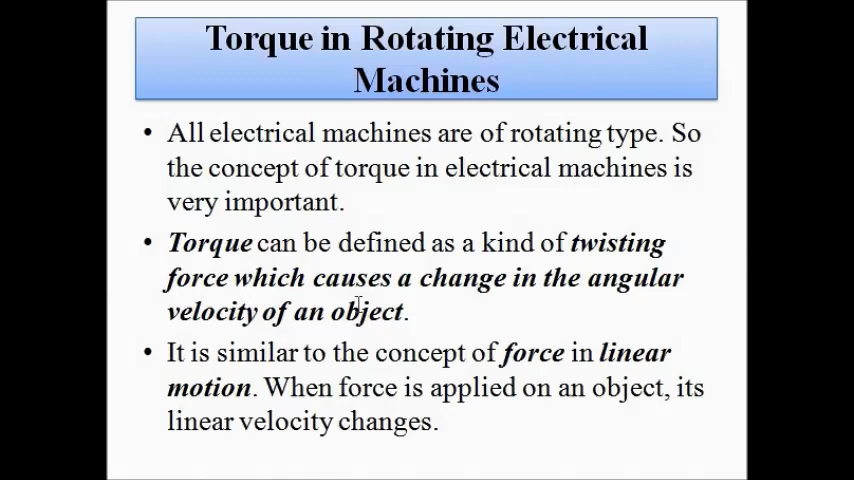 Torque in Rotating Electrical
Machines
• All electrical machines are of rotating type. So
the concept of torque in electrical machines is
very important.
• Torque can be defined as a kind of twisting
force which causes a change in the angular
velocity of an object.
• It is similar to the concept of force in linear
motion. When force is applied on an object, its
linear velocity changes.